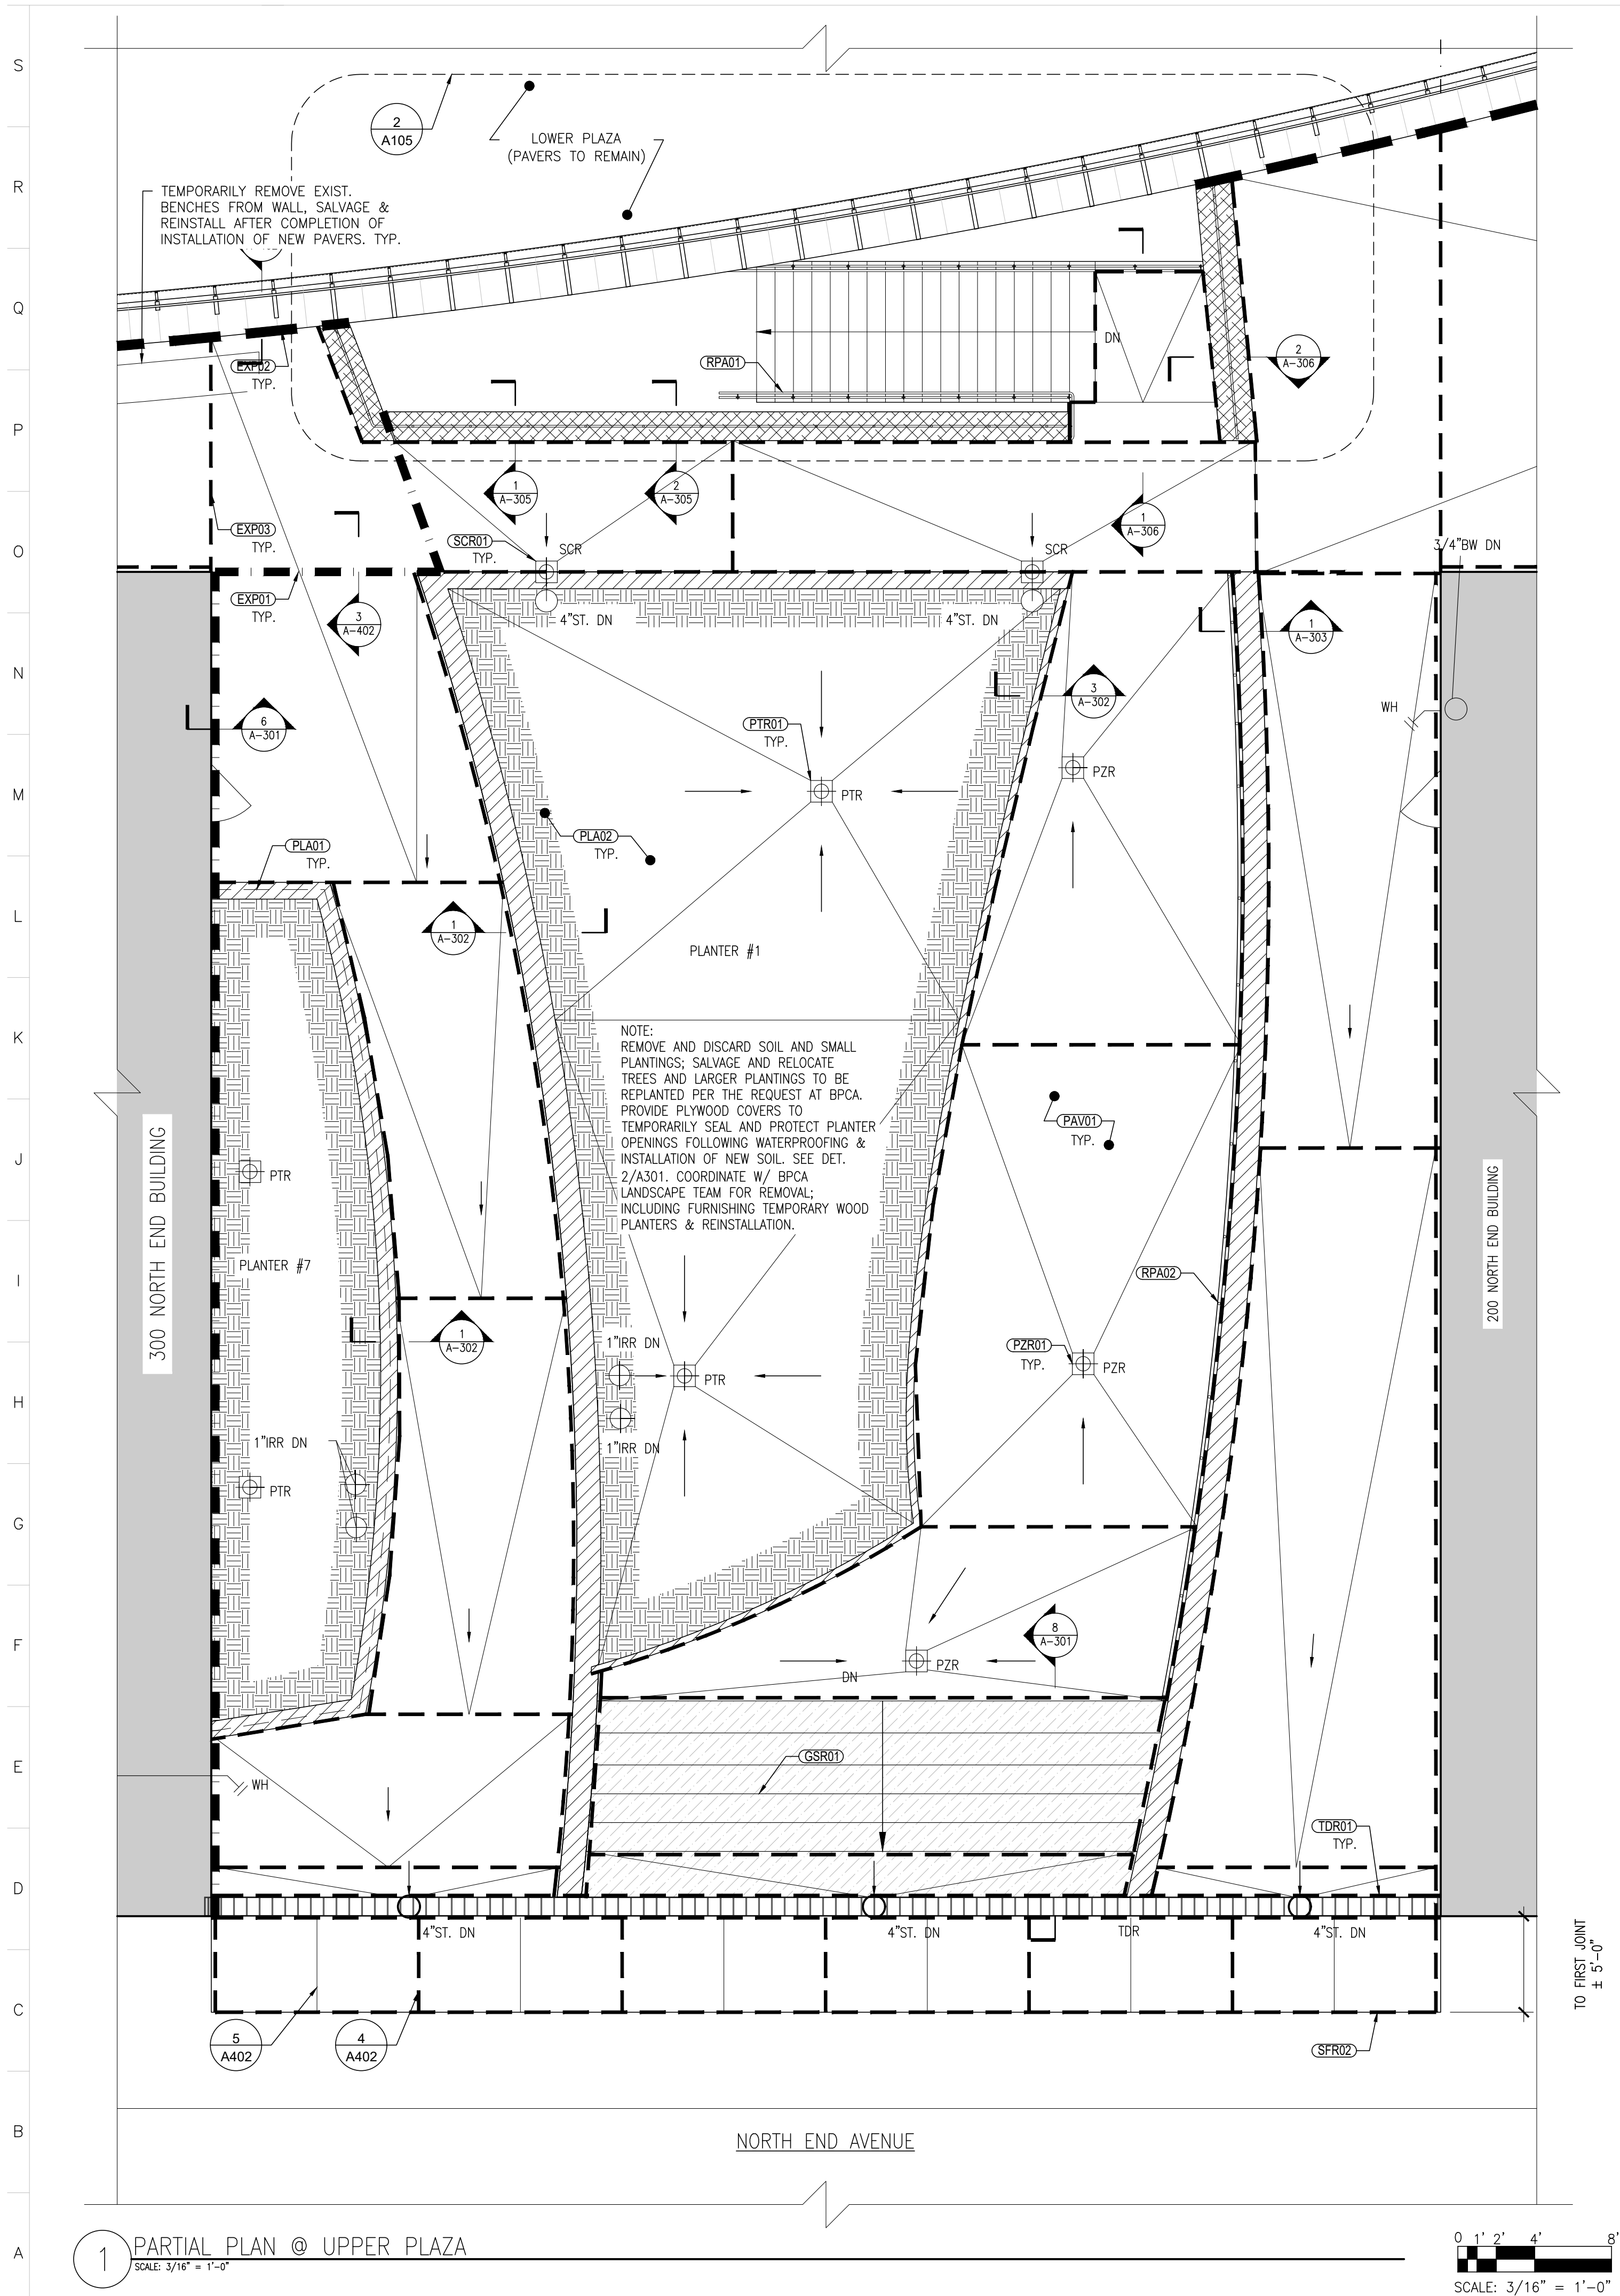 S
R
Q
P
O
N
M
L
K
J
I
H
G
F
E
D
C
B
A
2
A105
LOWER PLAZA
(PAVERS TO REMAIN)
TEMPORARILY REMOVE EXIST.
BENCHES FROM WALL, SALVAGE &
REINSTALL AFTER COMPLETION OF
INSTALLATION OF NEW PAVERS. TYP.
EXP02
TYP.
RPA01
DN
2
A-306
1
A-305
2
A-305
1
A-306
EXP03
TYP.
SCR01
TYP.
SCR
SCR
3/4"BW DN
EXP01
TYP.
3
A-402
4"ST. DN
4"ST. DN
1
A-303
6
A-301
3
A-302
WH
PTR01
TYP.
PTR
PZR
PLA01
TYP.
PLA02
TYP.
1
A-302
PLANTER #1
NOTE:
REMOVE AND DISCARD SOIL AND SMALL
PLANTINGS; SALVAGE AND RELOCATE
TREES AND LARGER PLANTINGS TO BE
REPLANTED PER THE REQUEST AT BPCA.
PROVIDE PLYWOOD COVERS TO
TEMPORARILY SEAL AND PROTECT PLANTER
OPENINGS FOLLOWING WATERPROOFING &
INSTALLATION OF NEW SOIL. SEE DET.
2/A301. COORDINATE W/ BPCA
LANDSCAPE TEAM FOR REMOVAL;
INCLUDING FURNISHING TEMPORARY WOOD
PLANTERS & REINSTALLATION.
PAV01
TYP.
300 NORTH END BUILDING
200 NORTH END BUILDING
PTR
PLANTER #7
RPA02
1
A-302
1"IRR DN
PTR
PZR01
TYP.
PZR
1"IRR DN
1"IRR DN
PTR
8
A-301
PZR
DN
GSR01
WH
TDR01
TYP.
4"ST. DN
4"ST. DN
TDR
4"ST. DN
TO FIRST JOINT
± 5'-0"
5
A402
4
A402
SFR02
NORTH END AVENUE
1
PARTIAL PLAN @ UPPER PLAZA
SCALE: 3/16" = 1'-0"
0 1' 2' 4' 8'
SCALE: 3/16" = 1'-0"